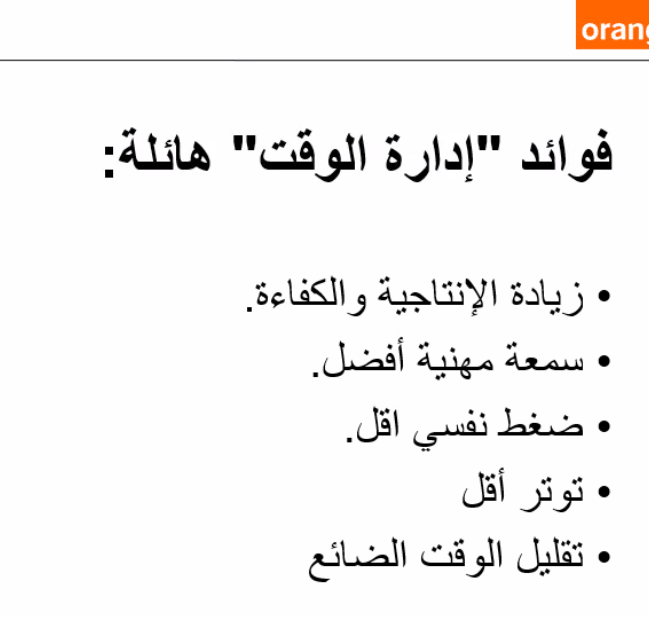 orang
فوائد "إدارة الوقت" هائلة:
• زيادة الإنتاجية والكفاءة.
• سمعة مهنية أفضل.
• ضغط نفسي اقل.
• توتر أقل
• تقليل الوقت الضائع